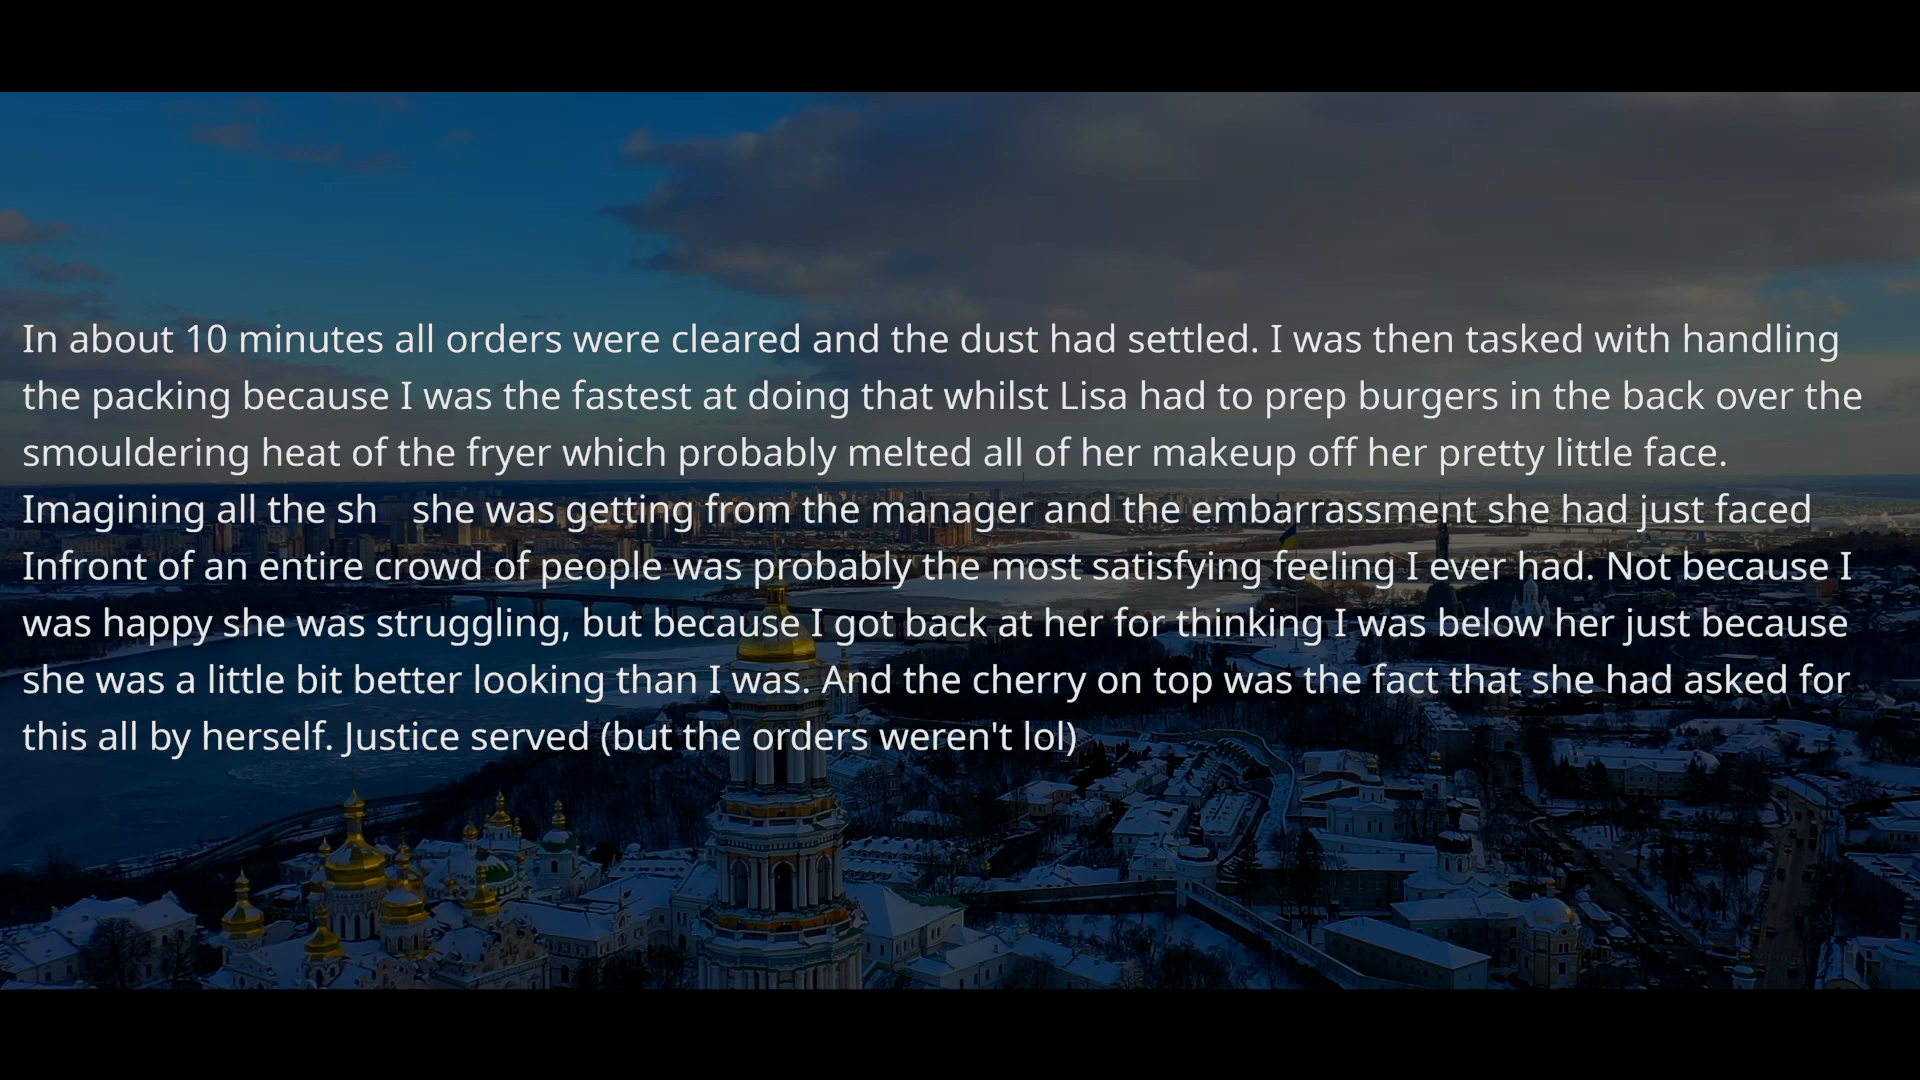 In about 10 minutes all orders were cleared and the dust had settled. I was then tasked with handling
the packing because I was the fastest at doing that whilst Lisa had to prep burgers in the back over the
smouldering heat of the fryer which probably melted all of her makeup off her pretty little face.
Imagining all the sh she was getting from the manager and the embarrassment she had just faced
Infront of an entire crowd of people was probably the most satisfying feeling I ever had. Not because I
was happy she was struggling, but because I got back at her for thinking I was below her just because
she was a little bit better looking than I was. And the cherry on top was the fact that she had asked for
this all by herself. Justice served (but the orders weren't lol)